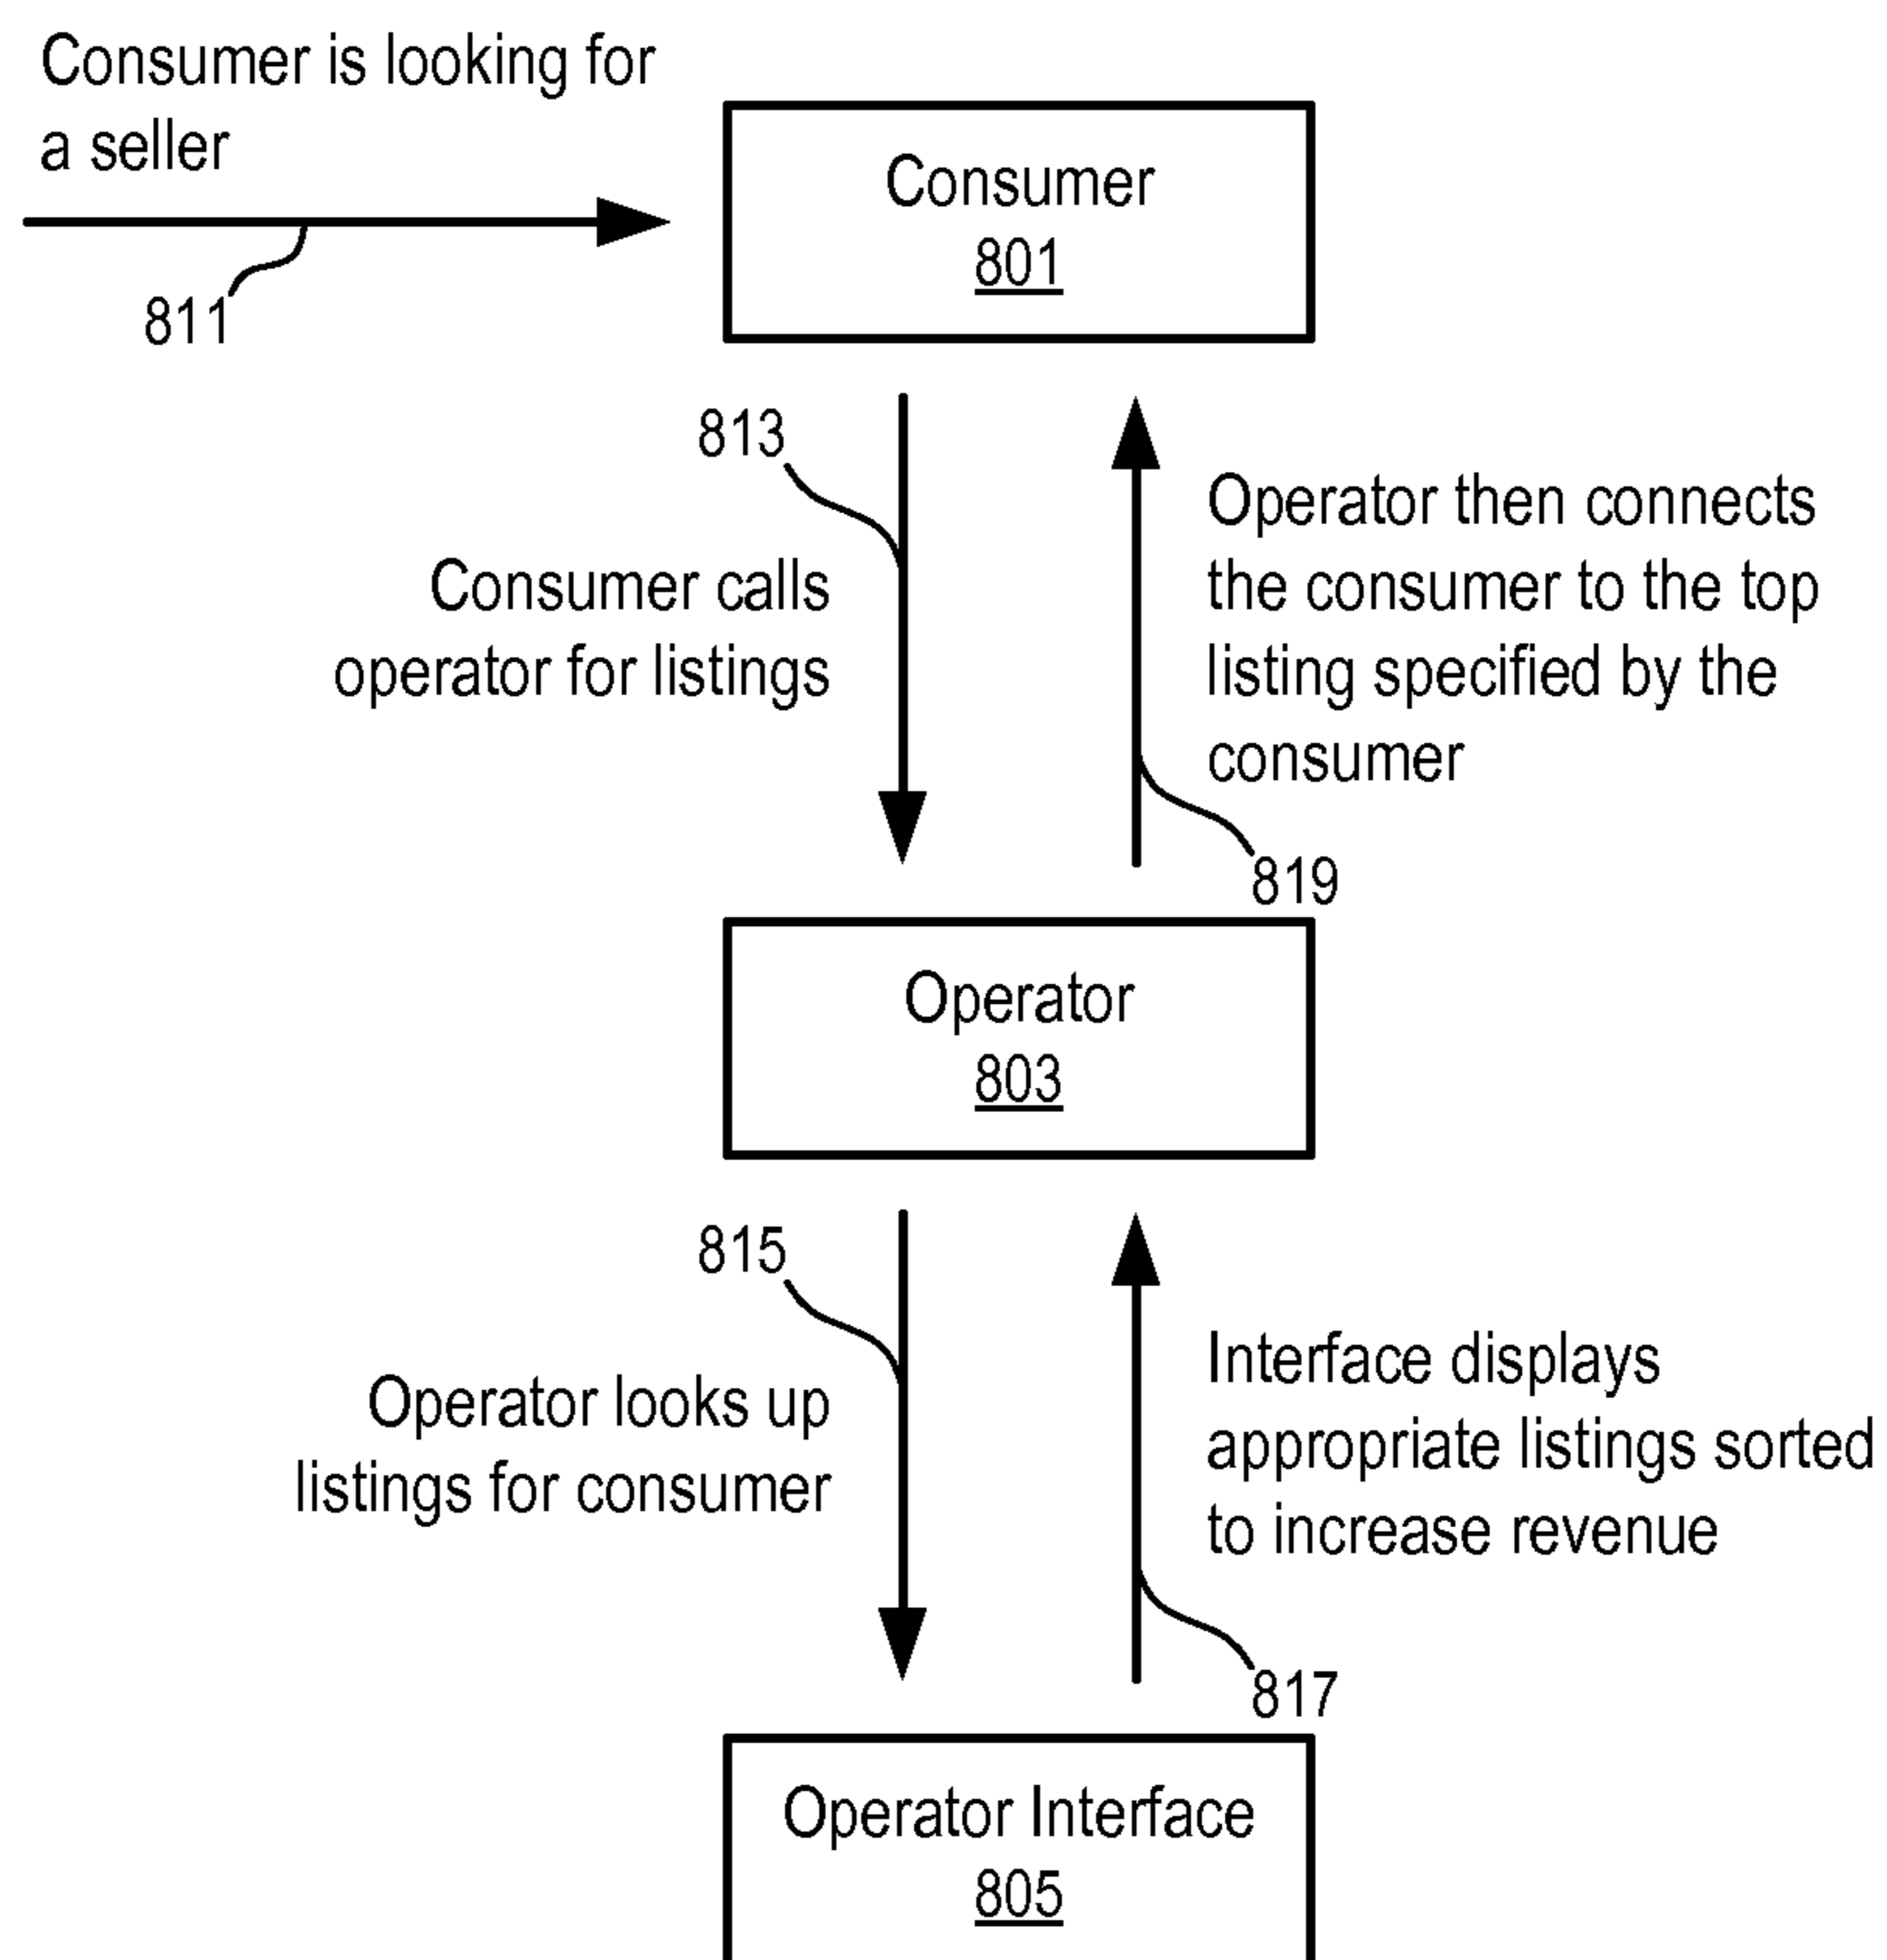 Consumer is looking for
a seller
811
Consumer
801
813
Consumer calls
operator for listings
Operator then connects
the consumer to the top
listing specified by the
consumer
819
Operator
803
815
Operator looks up
listings for consumer
Interface displays
appropriate listings sorted
to increase revenue
817
Operator Interface
805